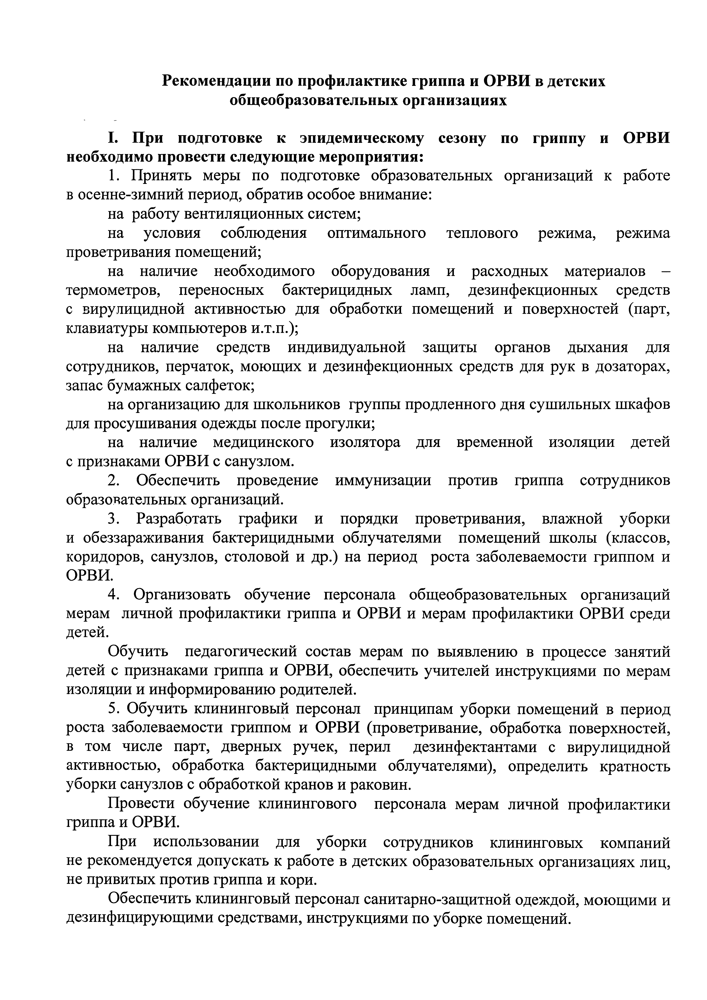 Рекомендации по профилактике гриппа и ОРВИ в детских
общеобразовательных организациях
I. При подготовке к эпидемическому сезону по гриппу и ОРВИ
необходимо провести следующие мероприятия:
1. Принять меры по подготовке образовательных организаций к работе
в осенне-зимний период, обратив особое внимание:
на работу вентиляционных систем;
на условия соблюдения оптимального теплового режима, режима
проветривания помещений;
на наличие необходимого оборудования и расходных материалов –
термометров, переносных бактерицидных ламп, дезинфекционных средств
с вирулицидной активностью для обработки помещений и поверхностей (парт,
клавиатуры компьютеров и.т.п.);
на наличие средств индивидуальной защиты органов дыхания для
сотрудников, перчаток, моющих и дезинфекционных средств для рук в дозаторах,
запас бумажных салфеток;
на организацию для школьников группы продленного дня сушильных шкафов
для просушивания одежды после прогулки;
на наличие медицинского изолятора для временной изоляции детей
с признаками ОРВИ с санузлом.
2. Обеспечить проведение иммунизации против гриппа сотрудников
образовательных организаций.
3. Разработать графики и порядки проветривания, влажной уборки
и обеззараживания бактерицидными облучателями помещений школы (классов,
коридоров, санузлов, столовой и др.) на период роста заболеваемости гриппом и
ОРВИ.
4. Организовать обучение персонала общеобразовательных организаций
мерам личной профилактики гриппа и ОРВИ и мерам профилактики ОРВИ среди
детей.
Обучить педагогический состав мерам по выявлению в процессе занятий
детей с признаками гриппа и ОРВИ, обеспечить учителей инструкциями по мерам
изоляции и информированию родителей.
5. Обучить клининговый персонал принципам уборки помещений в период
роста заболеваемости гриппом и ОРВИ (проветривание, обработка поверхностей,
в том числе парт, дверных ручек, перил дезинфектантами с вирулицидной
активностью, обработка бактерицидными облучателями), определить кратность
уборки санузлов с обработкой кранов и раковин.
Провести обучение клинингового персонала мерам личной профилактики
гриппа и ОРВИ.
При использовании для уборки сотрудников клининговых компаний
не рекомендуется допускать к работе в детских образовательных организациях лиц,
не привитых против гриппа и кори.
Обеспечить клининговый персонал санитарно-защитной одеждой, моющими и
дезинфицирующими средствами, инструкциями по уборке помещений.